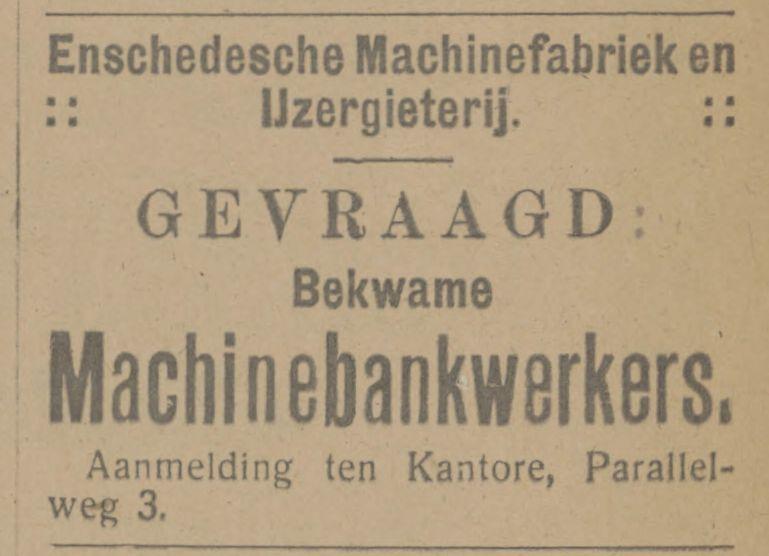 Enschedesche Machinefabriek en
:: IJzergieterij. ::
GEVRAAGD:
Bekwame
Machinebankwerkers.
Aanmelding ten Kantore, Parallel-
weg 3.